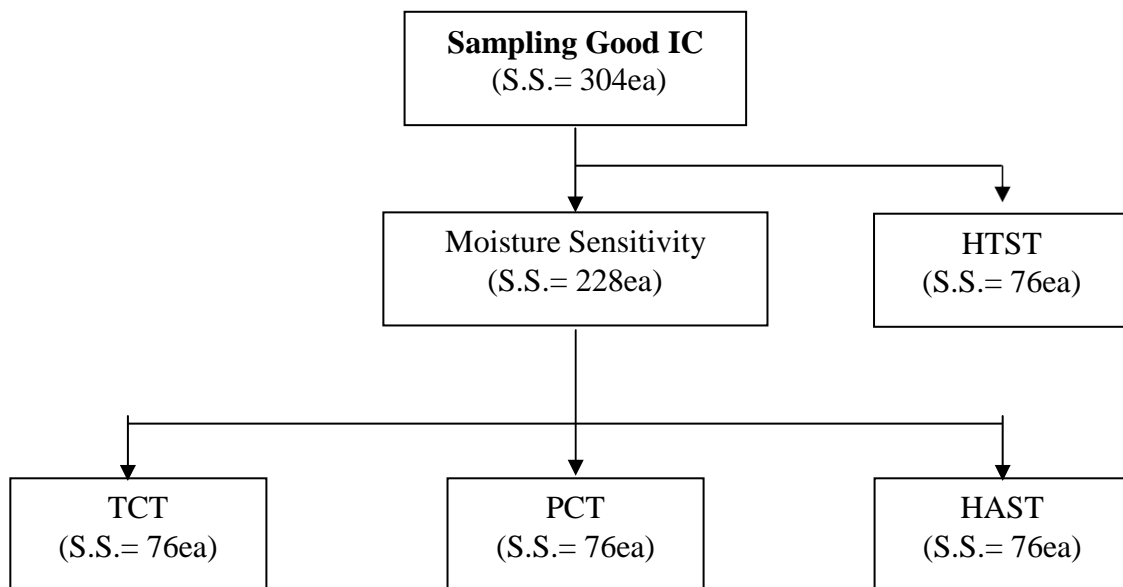 Sampling Good IC
(S.S.= 304ea)
Moisture Sensitivity
(S.S.= 228ea)
HTST
(S.S.= 76ea)
TCT
(S.S.= 76ea)
PCT
(S.S.= 76ea)
HAST
(S.S.= 76ea)